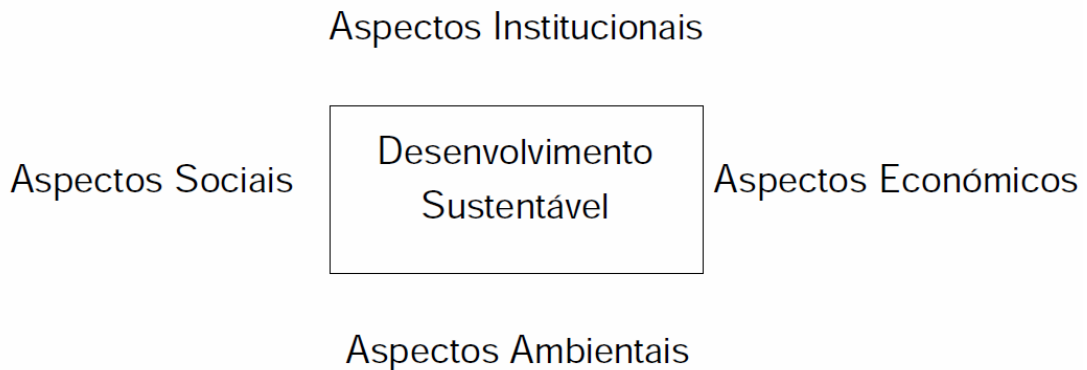 Aspectos Institucionais
Desenvolvimento
Aspectos Sociais
Aspectos Económicos
Sustentável
Aspectos Ambientais